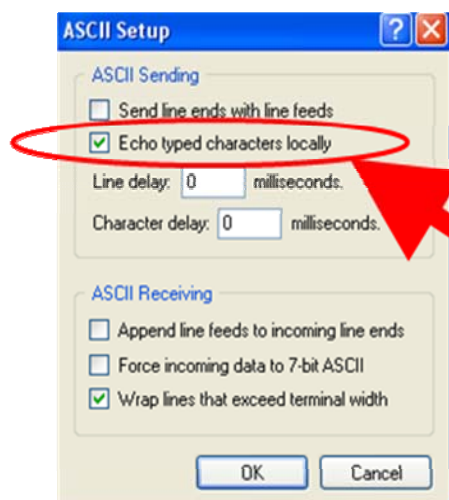 ASCII Setup
ASCII Sending
Send line ends with line feeds
Echo typed characters locally
Line delay: 0 milliseconds.
Character delay: 0 milliseconds.
ASCII Receiving
Append line feeds to incoming line ends
Force incoming data to 7-bit ASCII
Wrap lines that exceed terminal width
OK Cancel